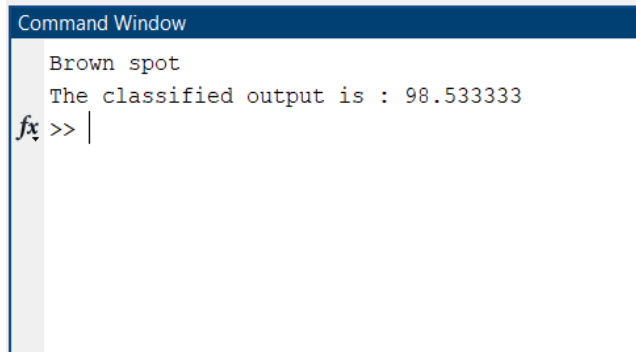 Command Window
Brown spot
The classified output is : 98.533333
fx >>